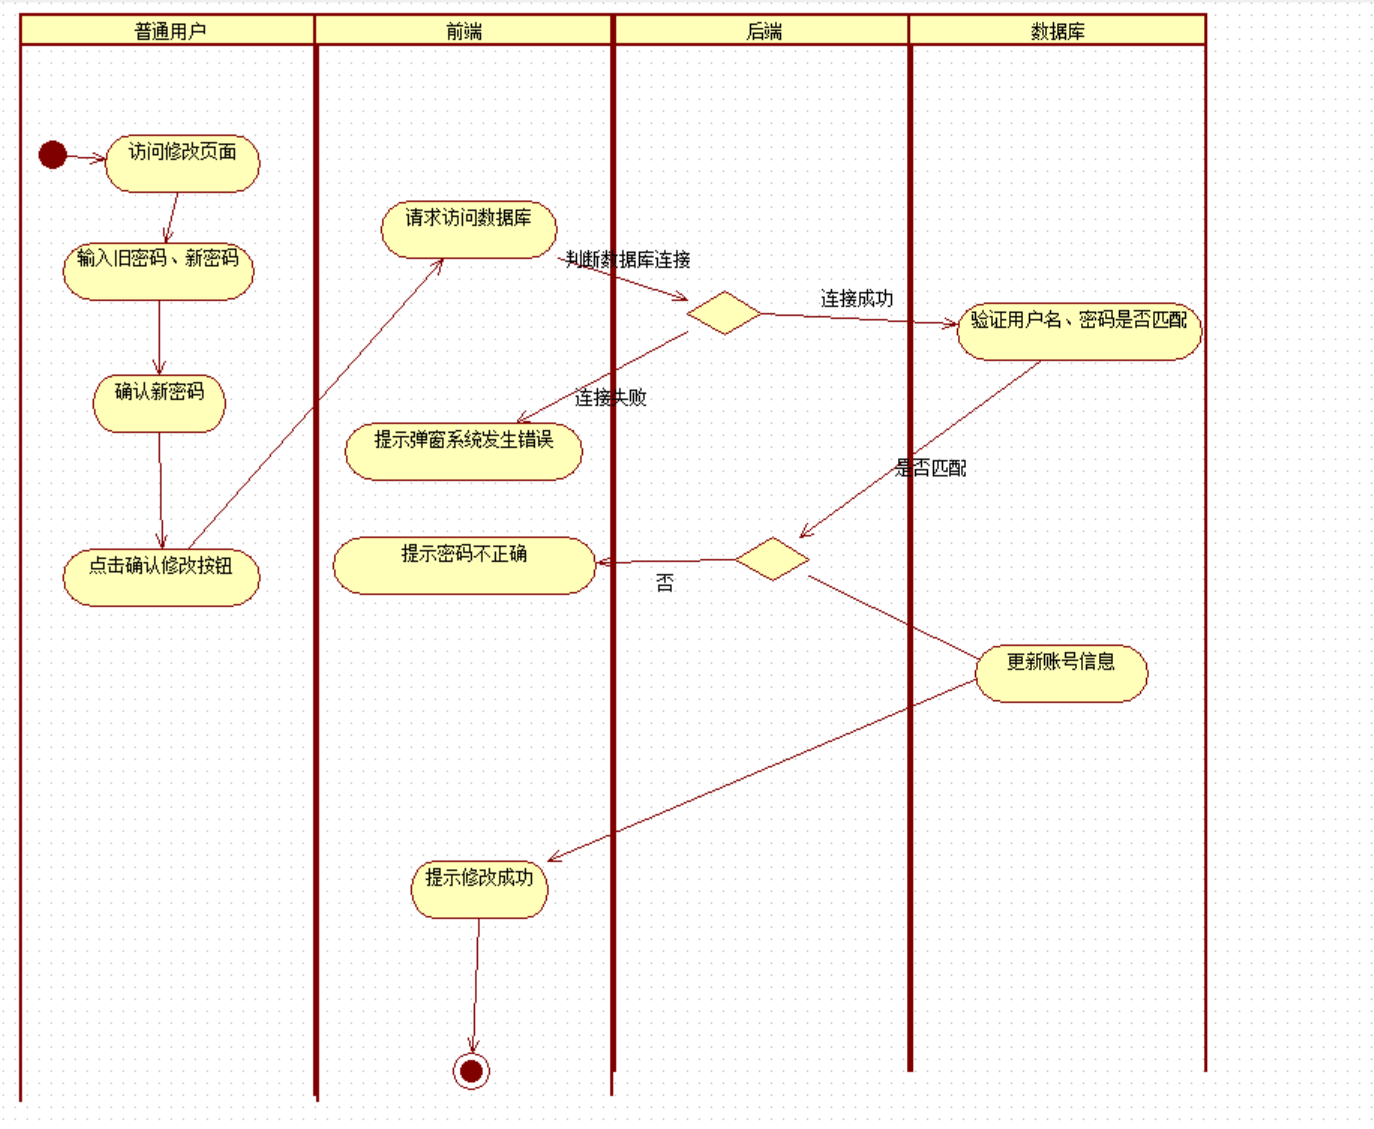 普通用户
前端
后端
数据库
访问修改页面
请求访问数据库
输入旧密码、新密码
判断数据库连接
连接成功
验证用户名、密码是否匹配
确认新密码
连接失败
提示弹窗系统发生错误
是否匹配
提示密码不正确
点击确认修改按钮
否
更新账号信息
提示修改成功